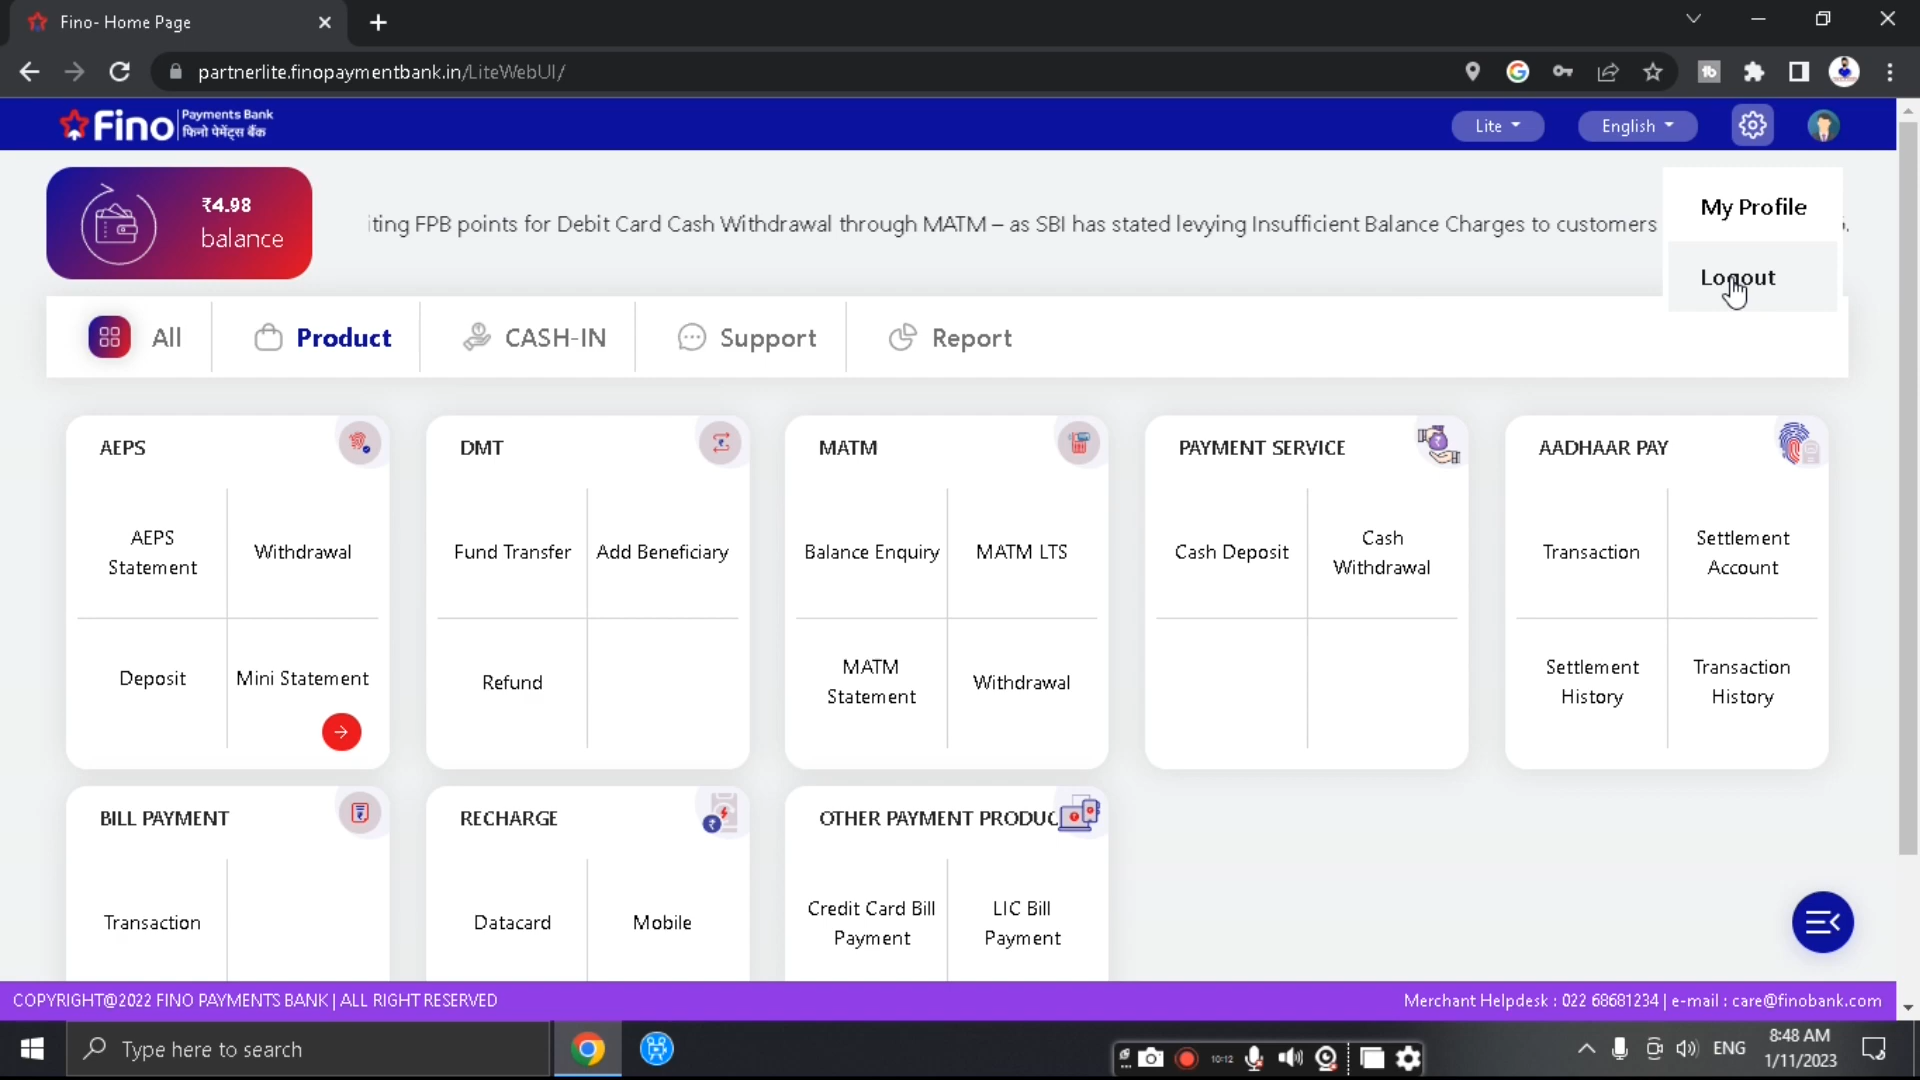 Fino- Home Page
partnerlite.finopaymentbank.in/LiteWebUI/
Fino Payments Bank
फिनो पेमेंट्स बैंक
Lite
English
₹4.98
balance
iting FPB points for Debit Card Cash Withdrawal through MATM – as SBI has stated levying Insufficient Balance Charges to customers
My Profile
Logout
All
Product
CASH-IN
Support
Report
AEPS
AEPS
Statement
Withdrawal
Deposit
Mini Statement
DMT
Fund Transfer
Add Beneficiary
Refund
MATM
Balance Enquiry
MATM LTS
MATM
Statement
Withdrawal
PAYMENT SERVICE
Cash Deposit
Cash
Withdrawal
AADHAAR PAY
Transaction
Settlement
Account
Settlement
History
Transaction
History
BILL PAYMENT
Transaction
RECHARGE
Datacard
Mobile
OTHER PAYMENT PRODUC
Credit Card Bill
Payment
LIC Bill
Payment
COPYRIGHT@2022 FINO PAYMENTS BANK | ALL RIGHT RESERVED
Merchant Helpdesk : 022 68681234 | e-mail : care@finobank.com
Type here to search
10:12
ENG
8:48 AM
1/11/2023